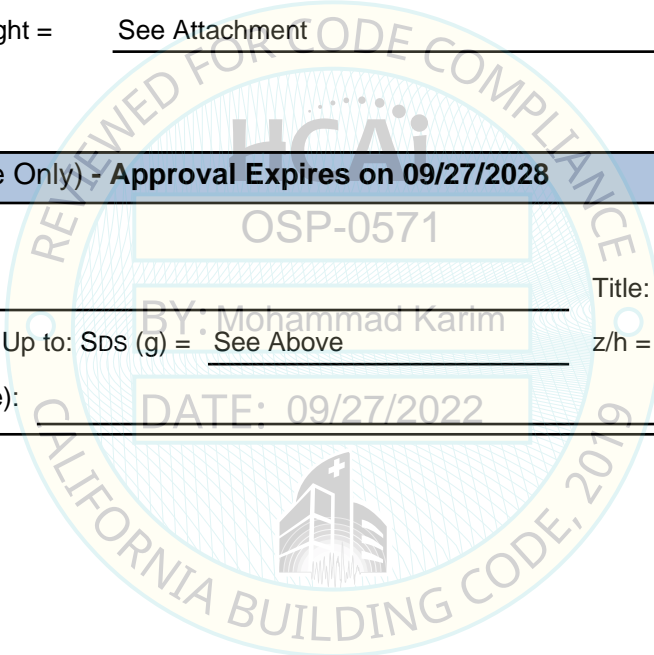 ght = See Attachment
REVIEWED FOR CODE COMPLIANCE
HCAi
e Only) - Approval Expires on 09/27/2028
OSP-0571
Title:
BY: Mohammad Karim
Up to: SDS (g) = See Above z/h =
e):
DATE: 09/27/2022
CALIFORNIA BUILDING CODE, 2019